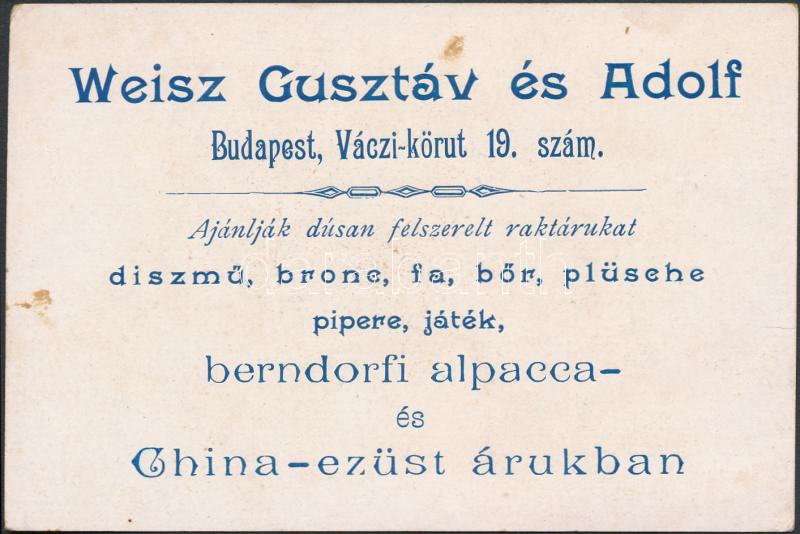 Weisz Gusztáv és Adolf
Budapest, Váczi-körut 19. szám.
Ajánlják dúsan felszerelt raktárukat
diszmű, bronc, fa, bőr, plüsche
pipere, játék,
berndorfi alpacca-
és
China-ezüst árukban
darabanth